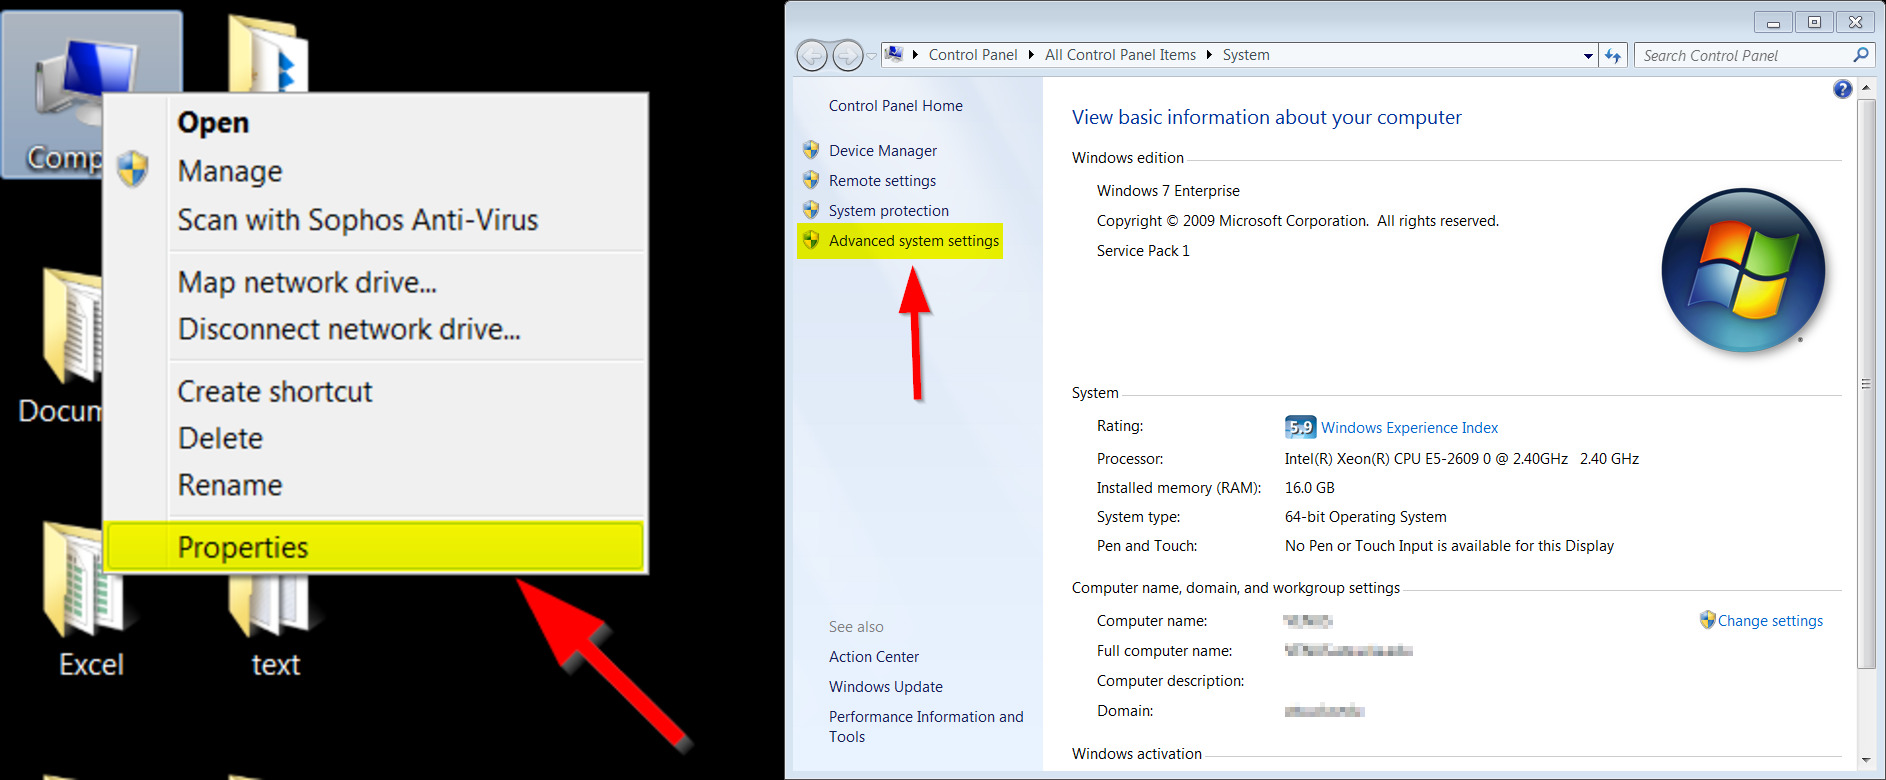 Comp
Open
Manage
Scan with Sophos Anti-Virus
Map network drive...
Disconnect network drive...
Create shortcut
Delete
Rename
Properties
Docum
Excel
text
Control Panel
All Control Panel Items
System
Search Control Panel
Control Panel Home
Device Manager
Remote settings
System protection
Advanced system settings
See also
Action Center
Windows Update
Performance Information and
Tools
View basic information about your computer
Windows edition
Windows 7 Enterprise
Copyright © 2009 Microsoft Corporation. All rights reserved.
Service Pack 1
System
Rating: 5.9 Windows Experience Index
Processor: Intel(R) Xeon(R) CPU E5-2609 0 @ 2.40GHz 2.40 GHz
Installed memory (RAM): 16.0 GB
System type: 64-bit Operating System
Pen and Touch: No Pen or Touch Input is available for this Display
Computer name, domain, and workgroup settings
Computer name: Change settings
Full computer name:
Computer description:
Domain:
Windows activation